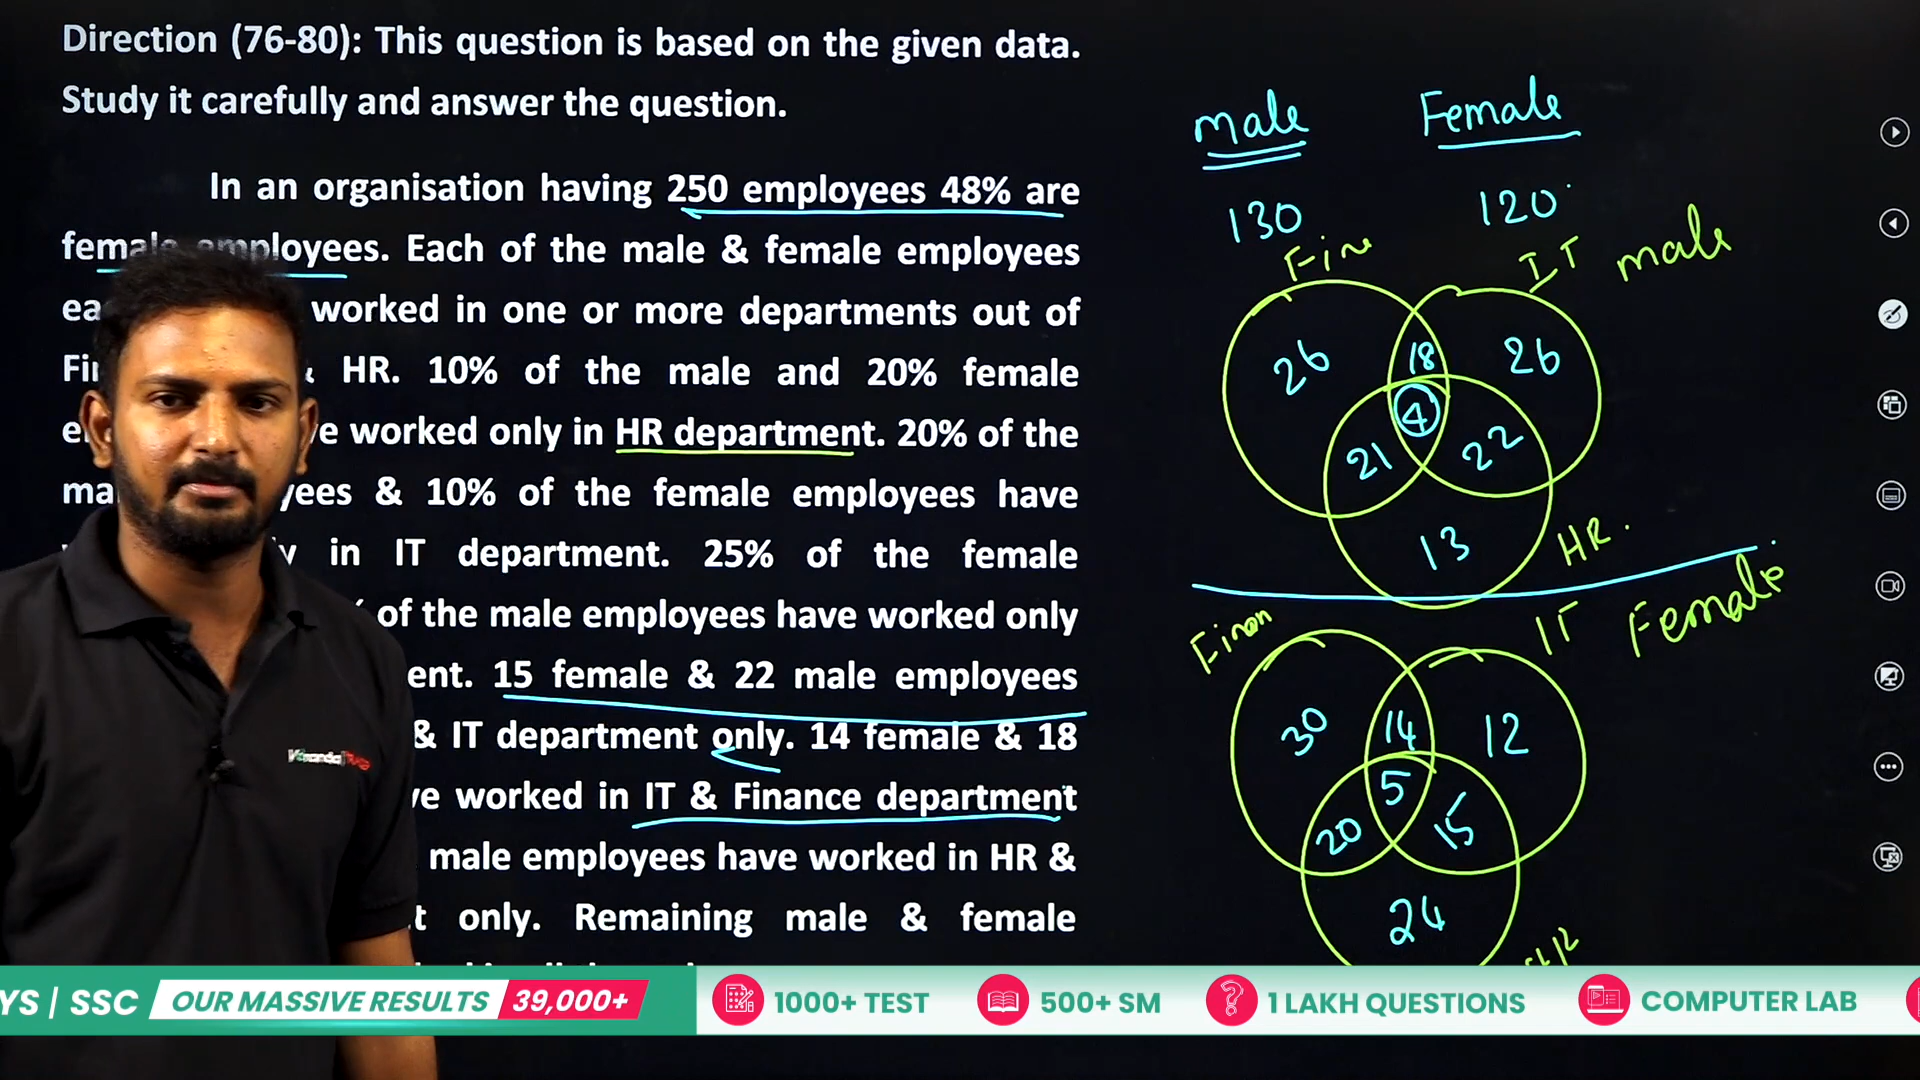 Direction (76-80): This question is based on the given data.
Study it carefully and answer the question.
In an organisation having 250 employees 48% are
female employees. Each of the male & female employees
worked in one or more departments out of
& HR. 10% of the male and 20% female
worked only in HR department. 20% of the
& 10% of the female employees have
in IT department. 25% of the female
of the male employees have worked only
15 female & 22 male employees
& IT department only. 14 female & 18
worked in IT & Finance department
male employees have worked in HR &
only. Remaining male & female
male Female
130 120
Fin IT male
26 18 26
4
21 22
13 HR.
Finan IT Female
30 14 12
5
20 15
24
SSC OUR MASSIVE RESULTS 39,000+ 1000+ TEST 500+ SM 1 LAKH QUESTIONS COMPUTER LAB